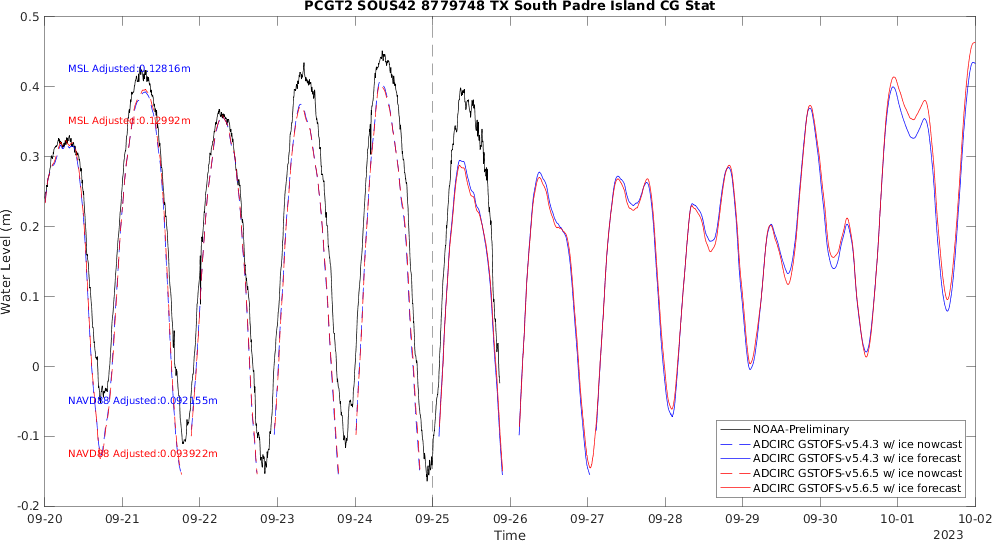 PCGT2 SOUS42 8779748 TX South Padre Island CG Stat
0.5
0.4
0.3
0.2
0.1
0
-0.1
-0.2
Water Level (m)
MSL Adjusted:0.12816m
MSL Adjusted:0.12992m
NAVD88 Adjusted:0.092155m
NAVD88 Adjusted:0.093922m
NOAA-Preliminary
ADCIRC GSTOFS-v5.4.3 w/ ice nowcast
ADCIRC GSTOFS-v5.4.3 w/ ice forecast
ADCIRC GSTOFS-v5.6.5 w/ ice nowcast
ADCIRC GSTOFS-v5.6.5 w/ ice forecast
09-20 09-21 09-22 09-23 09-24 09-25 09-26 09-27 09-28 09-29 09-30 10-01 10-02
Time
2023